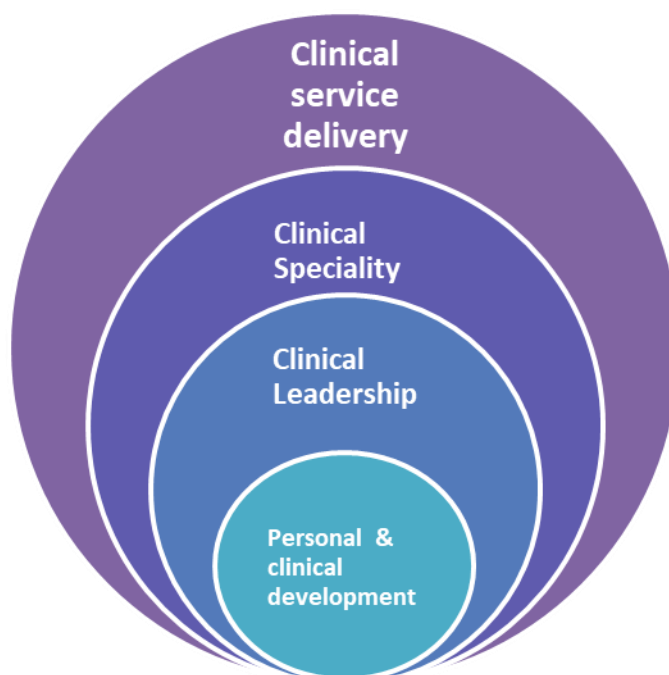 Clinical
service
delivery
Clinical
Speciality
Clinical
Leadership
Personal & 
clinical
development